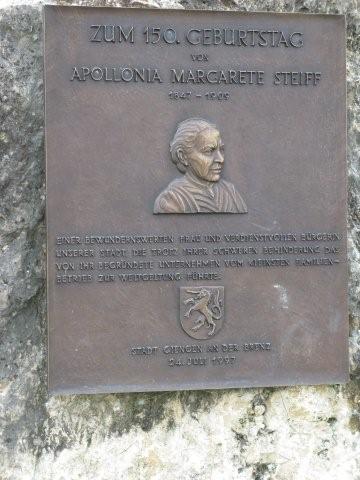 ZUM 150. GEBURTSTAG
VON
APOLLONIA MARGARETE STEIFF
1847 - 1909
EINER BEWUNDERNSWERTEN FRAU UND VERDIENSTVOLLEN BÜRGERIN
UNSERER STADT, DIE TROTZ IHRER SCHWEREN BEHINDERUNG DAS
VON IHR BEGRÜNDETE UNTERNEHMEN VOM KLEINSTEN FAMILIEN-
BETRIEB ZUR WELTGELTUNG FÜHRTE.
STADT GIENGEN AN DER BRENZ
24. JULI 1997